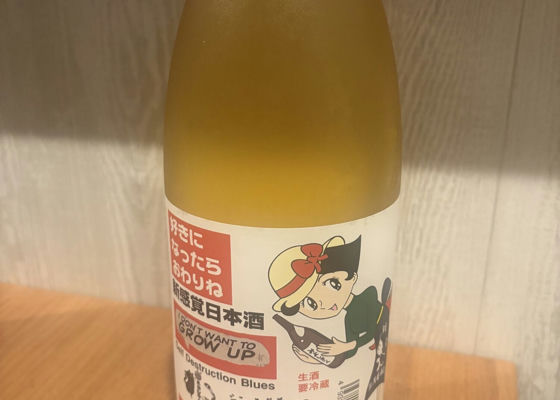 好きに
なったら
おわりね
新感覚日本酒
I DON'T WANT TO
GROW UP
Self Destruction Blues
生酒
要冷蔵